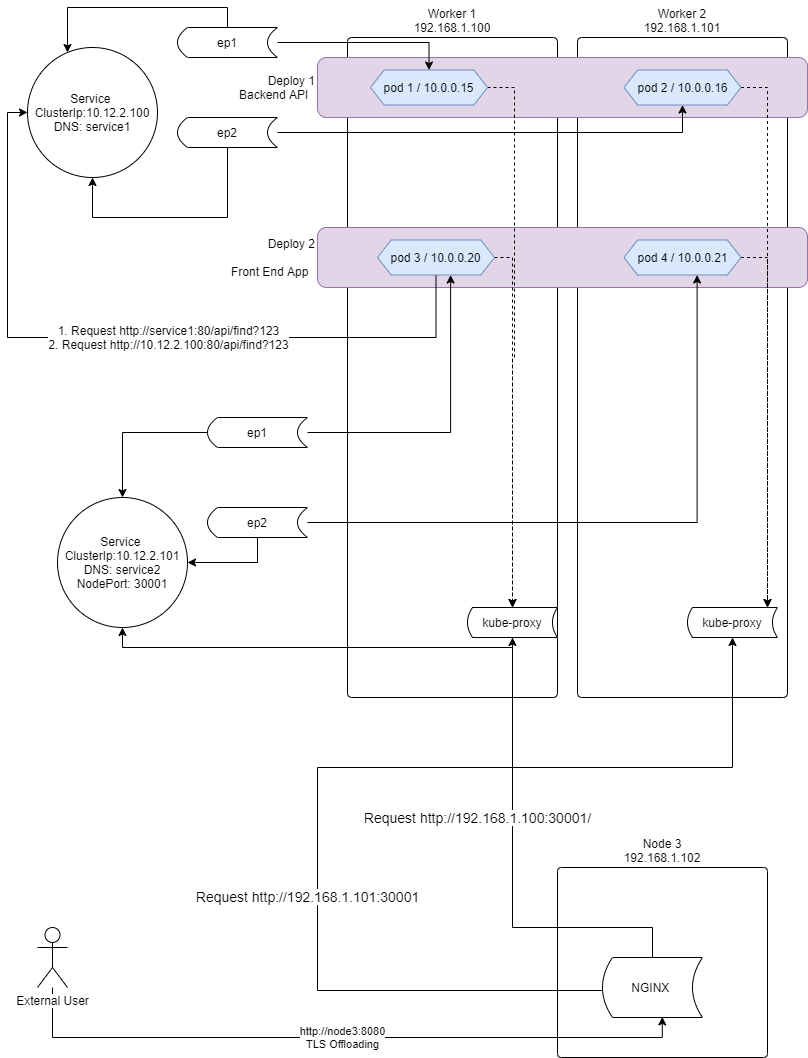 Worker 1
192.168.1.100
Worker 2
192.168.1.101
ep1
Service
ClusterIp:10.12.2.100
DNS: service1
Deploy 1
Backend API
pod 1 / 10.0.0.15
pod 2 / 10.0.0.16
ep2
Deploy 2
Front End App
pod 3 / 10.0.0.20
pod 4 / 10.0.0.21
1. Request http://service1:80/api/find?123
2. Request http://10.12.2.100:80/api/find?123
ep1
ep2
Service
ClusterIp:10.12.2.101
DNS: service2
NodePort: 30001
kube-proxy
kube-proxy
Request http://192.168.1.100:30001/
Node 3
192.168.1.102
Request http://192.168.1.101:30001
NGINX
External User
http://node3:8080
TLS Offloading